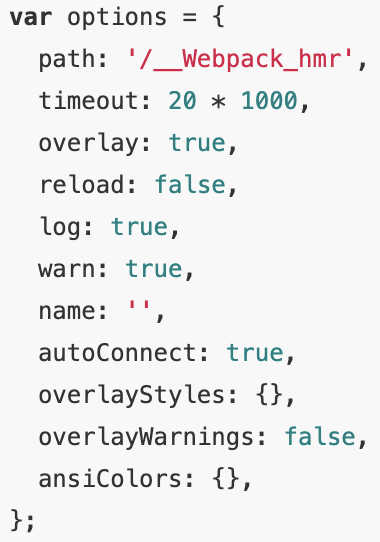 var options = {
  path: '/__Webpack_hmr',
  timeout: 20 * 1000,
  overlay: true,
  reload: false,
  log: true,
  warn: true,
  name: '',
  autoConnect: true,
  overlayStyles: {},
  overlayWarnings: false,
  ansiColors: {},
};